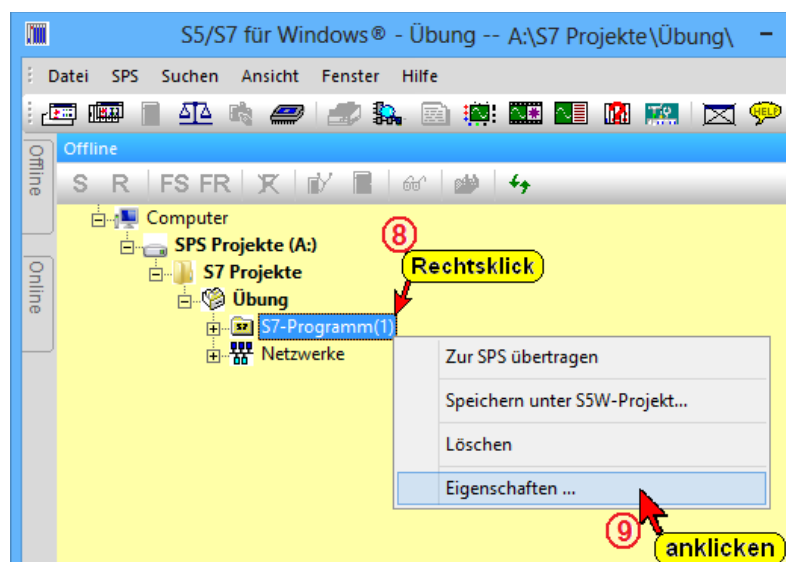 S5/S7 für Windows® - Übung -- A:\S7 Projekte\Übung\
Datei SPS Suchen Ansicht Fenster Hilfe
HELP
Offline
Offline
S R FS FR
Computer
SPS Projekte (A:)
8
Rechtsklick
S7 Projekte
Online
Übung
S7 S7-Programm(1)
Netzwerke
Zur SPS übertragen
Speichern unter S5W-Projekt...
Löschen
Eigenschaften ...
9
anklicken